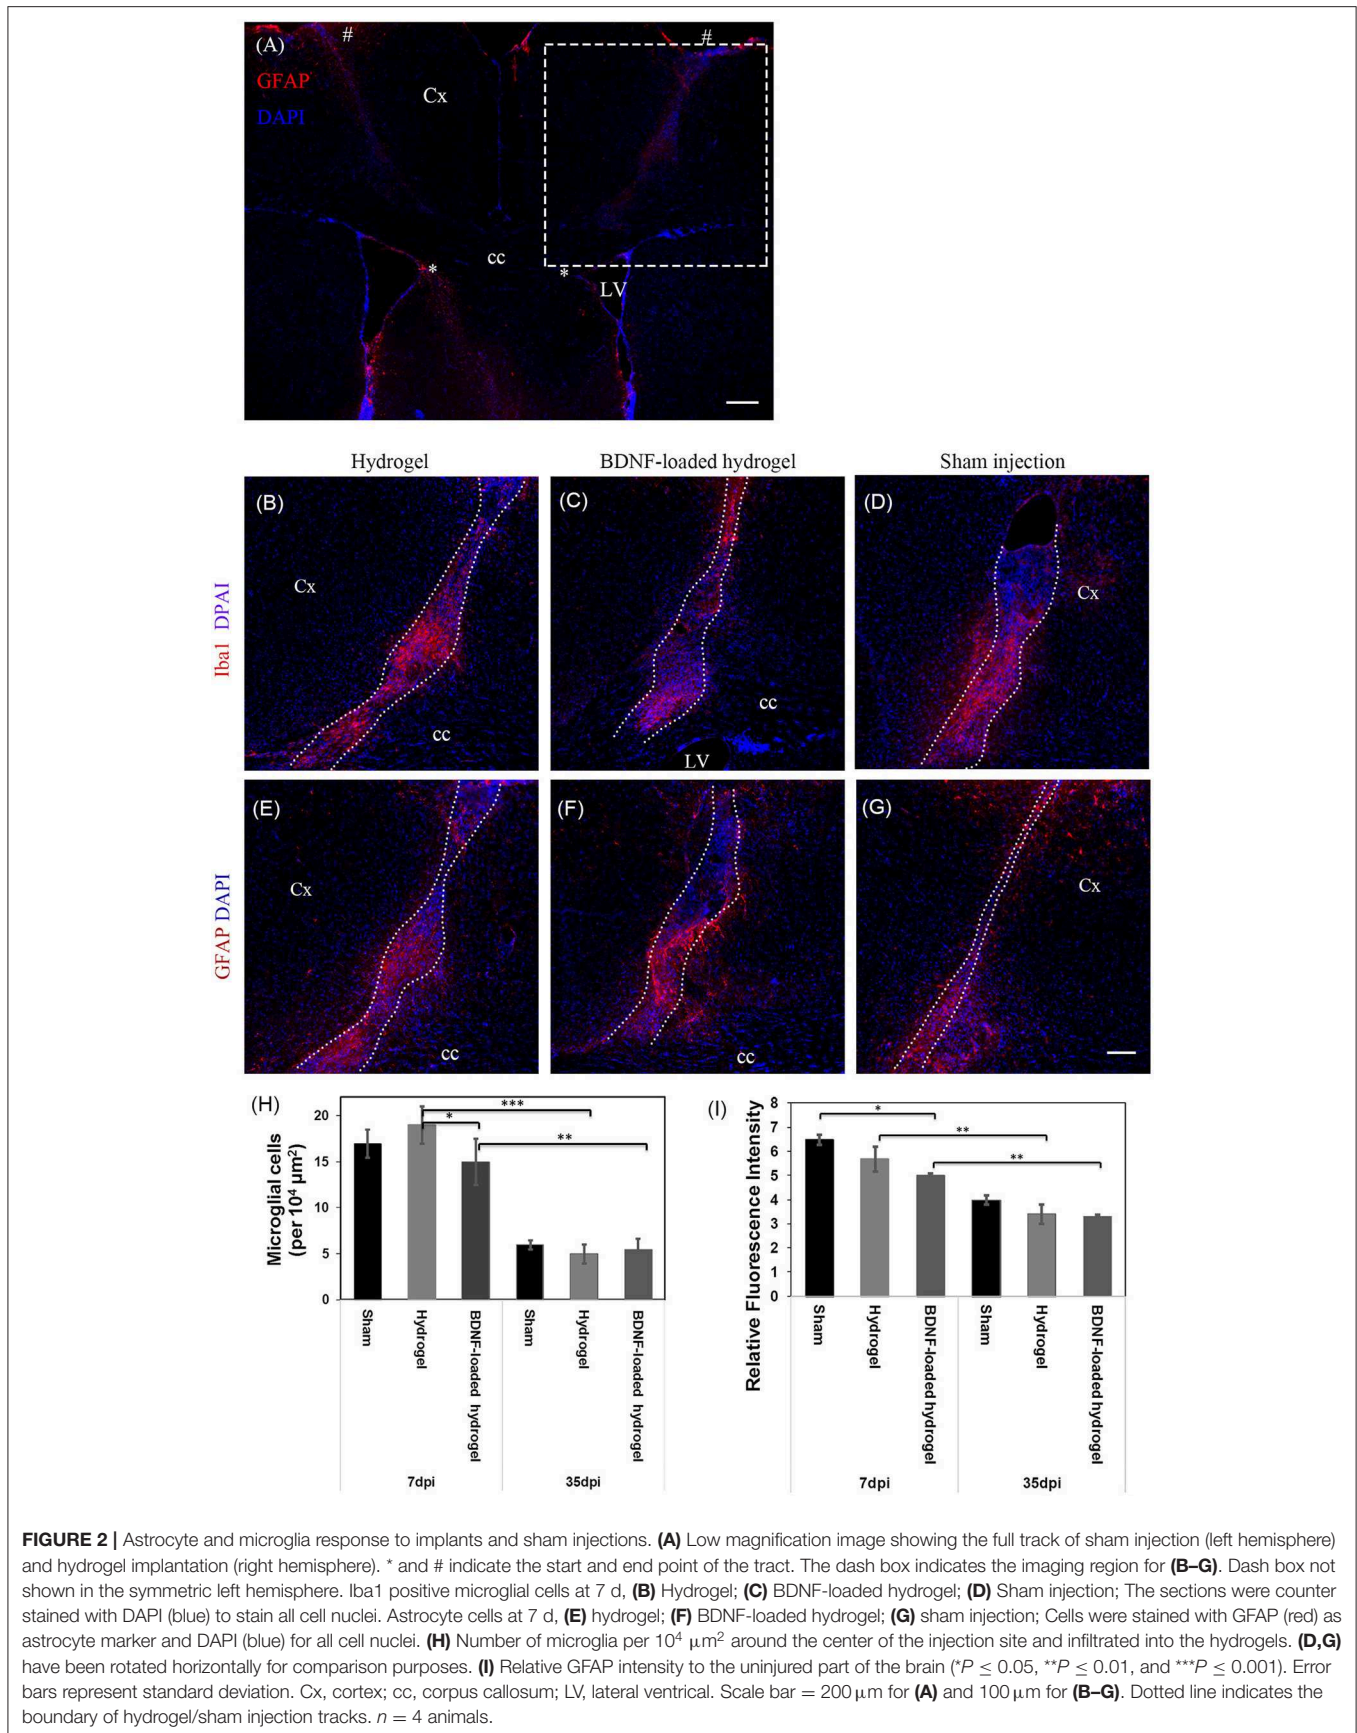 (A)
#
#
GFAP
Cx
DAPI
cc
*
*
LV
Hydrogel
BDNF-loaded hydrogel
Sham injection
Iba1 DPAI
(B)
Cx
cc
(C)
cc
LV
(D)
Cx
GFAP DAPI
(E)
Cx
cc
(F)
cc
(G)
Cx
(H)
Microglial cells
(per 10⁴ µm²)
20
15
10
5
0
***
*
**
Sham
Hydrogel
BDNF-loaded hydrogel
Sham
Hydrogel
BDNF-loaded hydrogel
7dpi
35dpi
(I)
Relative Fluorescence Intensity
8
7
6
5
4
3
2
1
0
*
**
**
Sham
Hydrogel
BDNF-loaded hydrogel
Sham
Hydrogel
BDNF-loaded hydrogel
7dpi
35dpi
FIGURE 2 | Astrocyte and microglia response to implants and sham injections. (A) Low magnification image showing the full track of sham injection (left hemisphere)
and hydrogel implantation (right hemisphere). * and # indicate the start and end point of the tract. The dash box indicates the imaging region for (B–G). Dash box not
shown in the symmetric left hemisphere. Iba1 positive microglial cells at 7 d, (B) Hydrogel; (C) BDNF-loaded hydrogel; (D) Sham injection; The sections were counter
stained with DAPI (blue) to stain all cell nuclei. Astrocyte cells at 7 d, (E) hydrogel; (F) BDNF-loaded hydrogel; (G) sham injection; Cells were stained with GFAP (red) as
astrocyte marker and DAPI (blue) for all cell nuclei. (H) Number of microglia per 10⁴ µm² around the center of the injection site and infiltrated into the hydrogels. (D,G)
have been rotated horizontally for comparison purposes. (I) Relative GFAP intensity to the uninjured part of the brain (*P ≤ 0.05, **P ≤ 0.01, and ***P ≤ 0.001). Error
bars represent standard deviation. Cx, cortex; cc, corpus callosum; LV, lateral ventrical. Scale bar = 200 µm for (A) and 100 µm for (B–G). Dotted line indicates the
boundary of hydrogel/sham injection tracks. n = 4 animals.